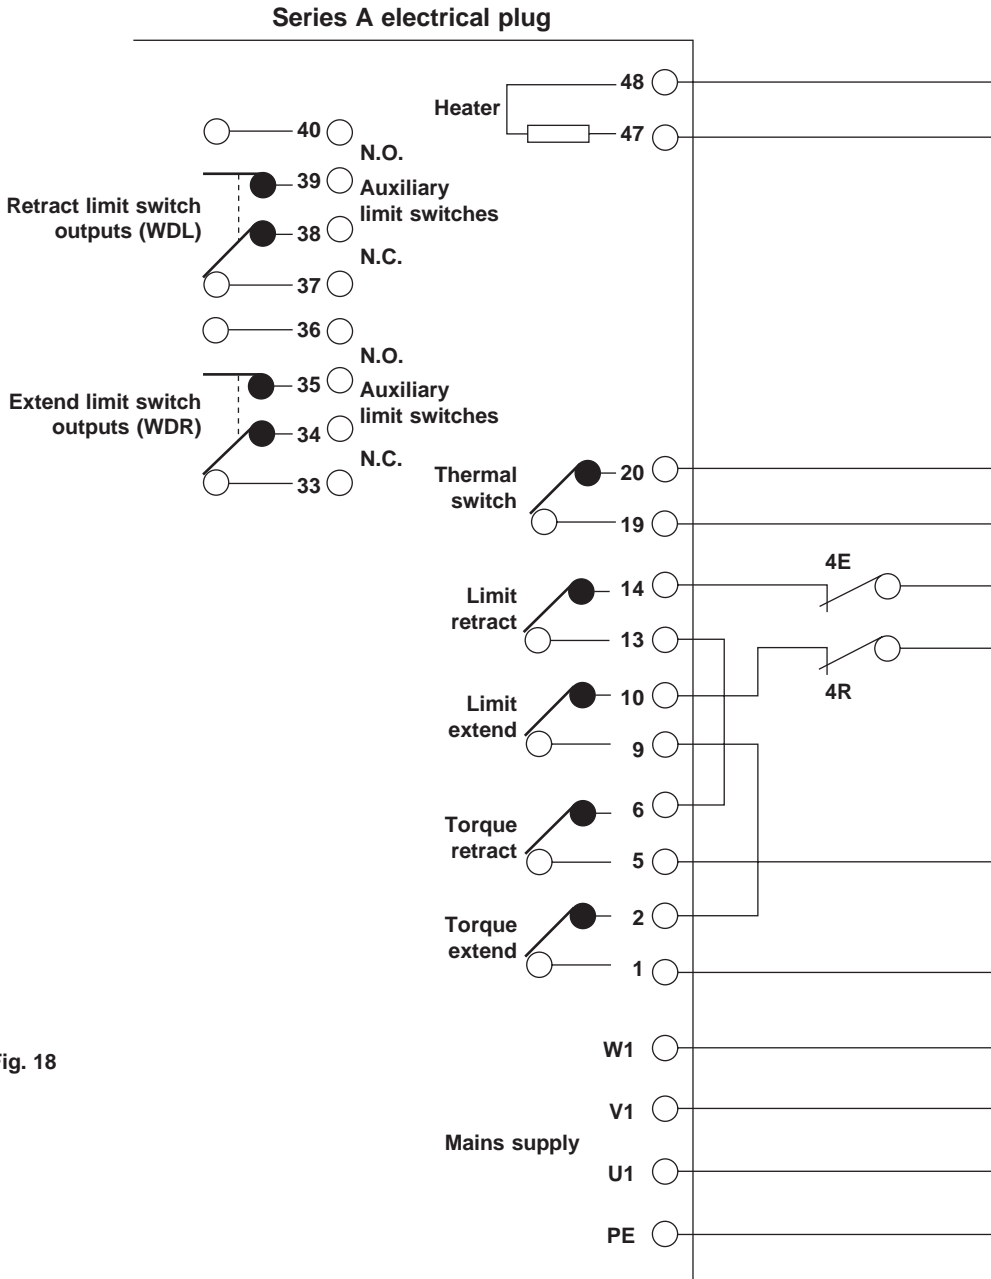 Series A electrical plug
48
Heater
47
40
N.O.
39
Auxiliary
limit switches
Retract limit switch
outputs (WDL)
38
N.C.
37
36
N.O.
35
Auxiliary
limit switches
Extend limit switch
outputs (WDR)
34
N.C.
33
Thermal
switch
20
19
4E
Limit
retract
14
13
4R
Limit
extend
10
9
Torque
retract
6
5
Torque
extend
2
1
W1
Fig. 18
V1
Mains supply
U1
PE